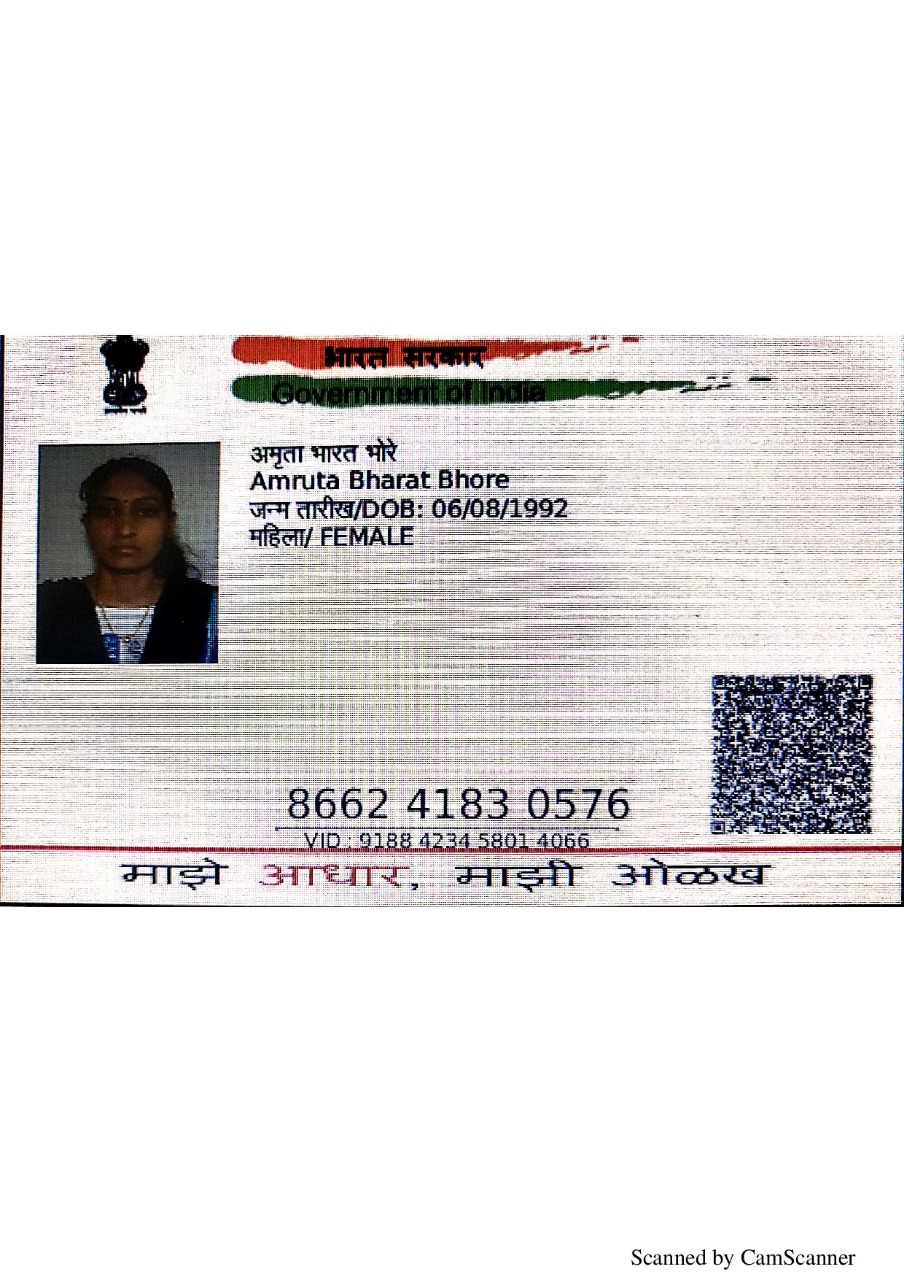 भारत सरकार
Government of India
अमृता भारत भोरे
Amruta Bharat Bhore
जन्म तारीख/DOB: 06/08/1992
महिला/ FEMALE
8662 4183 0576
VID : 9188 4234 5801 4066
माझे आधार, माझी ओळख
Scanned by CamScanner